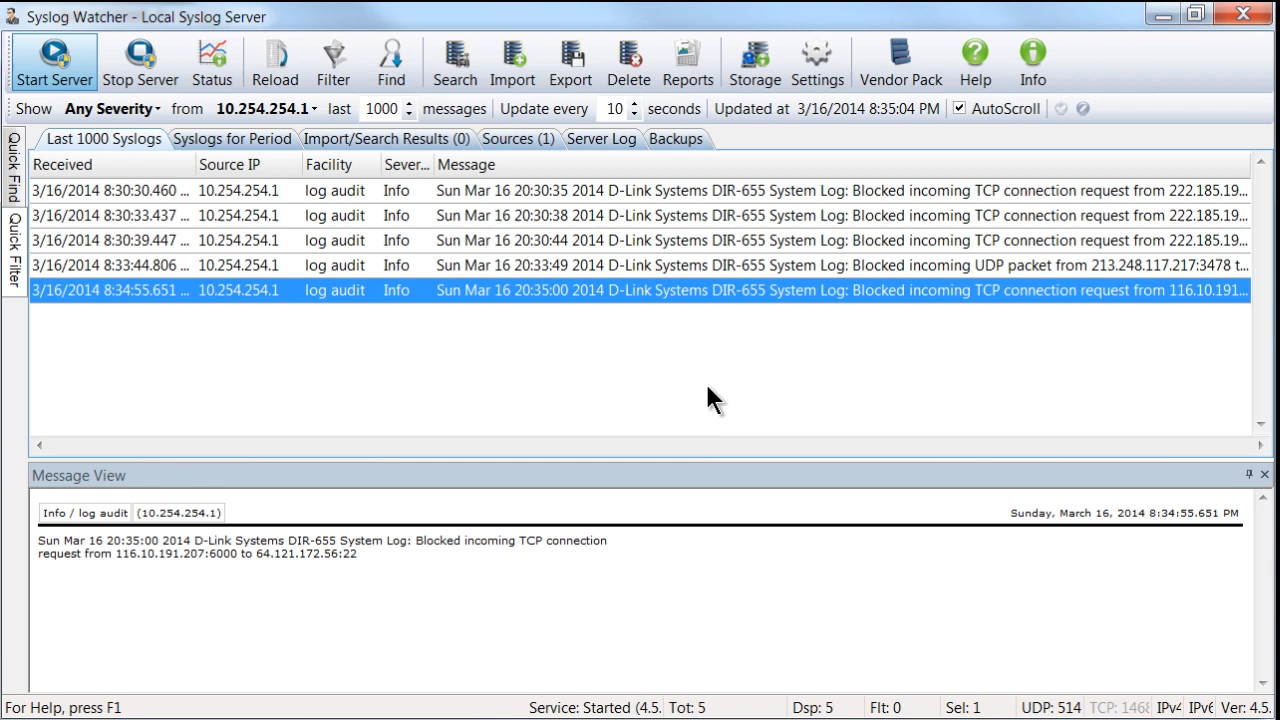 Syslog Watcher - Local Syslog Server
Start Server Stop Server Status Reload Filter Find Search Import Export Delete Reports Storage Settings Vendor Pack Help Info
Show Any Severity from 10.254.254.1 last 1000 messages Update every 10 seconds Updated at 3/16/2014 8:35:04 PM AutoScroll
Last 1000 Syslogs Syslogs for Period Import/Search Results (0) Sources (1) Server Log Backups
Quick Find
Quick Filter
Received Source IP Facility Sever... Message
3/16/2014 8:30:30.460 ... 10.254.254.1 log audit Info Sun Mar 16 20:30:35 2014 D-Link Systems DIR-655 System Log: Blocked incoming TCP connection request from 222.185.19...
3/16/2014 8:30:33.437 ... 10.254.254.1 log audit Info Sun Mar 16 20:30:38 2014 D-Link Systems DIR-655 System Log: Blocked incoming TCP connection request from 222.185.19...
3/16/2014 8:30:39.447 ... 10.254.254.1 log audit Info Sun Mar 16 20:30:44 2014 D-Link Systems DIR-655 System Log: Blocked incoming TCP connection request from 222.185.19...
3/16/2014 8:33:44.806 ... 10.254.254.1 log audit Info Sun Mar 16 20:33:49 2014 D-Link Systems DIR-655 System Log: Blocked incoming UDP packet from 213.248.117.217:3478 t...
3/16/2014 8:34:55.651 ... 10.254.254.1 log audit Info Sun Mar 16 20:35:00 2014 D-Link Systems DIR-655 System Log: Blocked incoming TCP connection request from 116.10.191...
Message View
Info / log audit (10.254.254.1) Sunday, March 16, 2014 8:34:55.651 PM
Sun Mar 16 20:35:00 2014 D-Link Systems DIR-655 System Log: Blocked incoming TCP connection
request from 116.10.191.207:6000 to 64.121.172.56:22
For Help, press F1 Service: Started (4.5. Tot: 5 Dsp: 5 Flt: 0 Sel: 1 UDP: 514 TCP: 1468 IPv4 IPv6 Ver: 4.5.